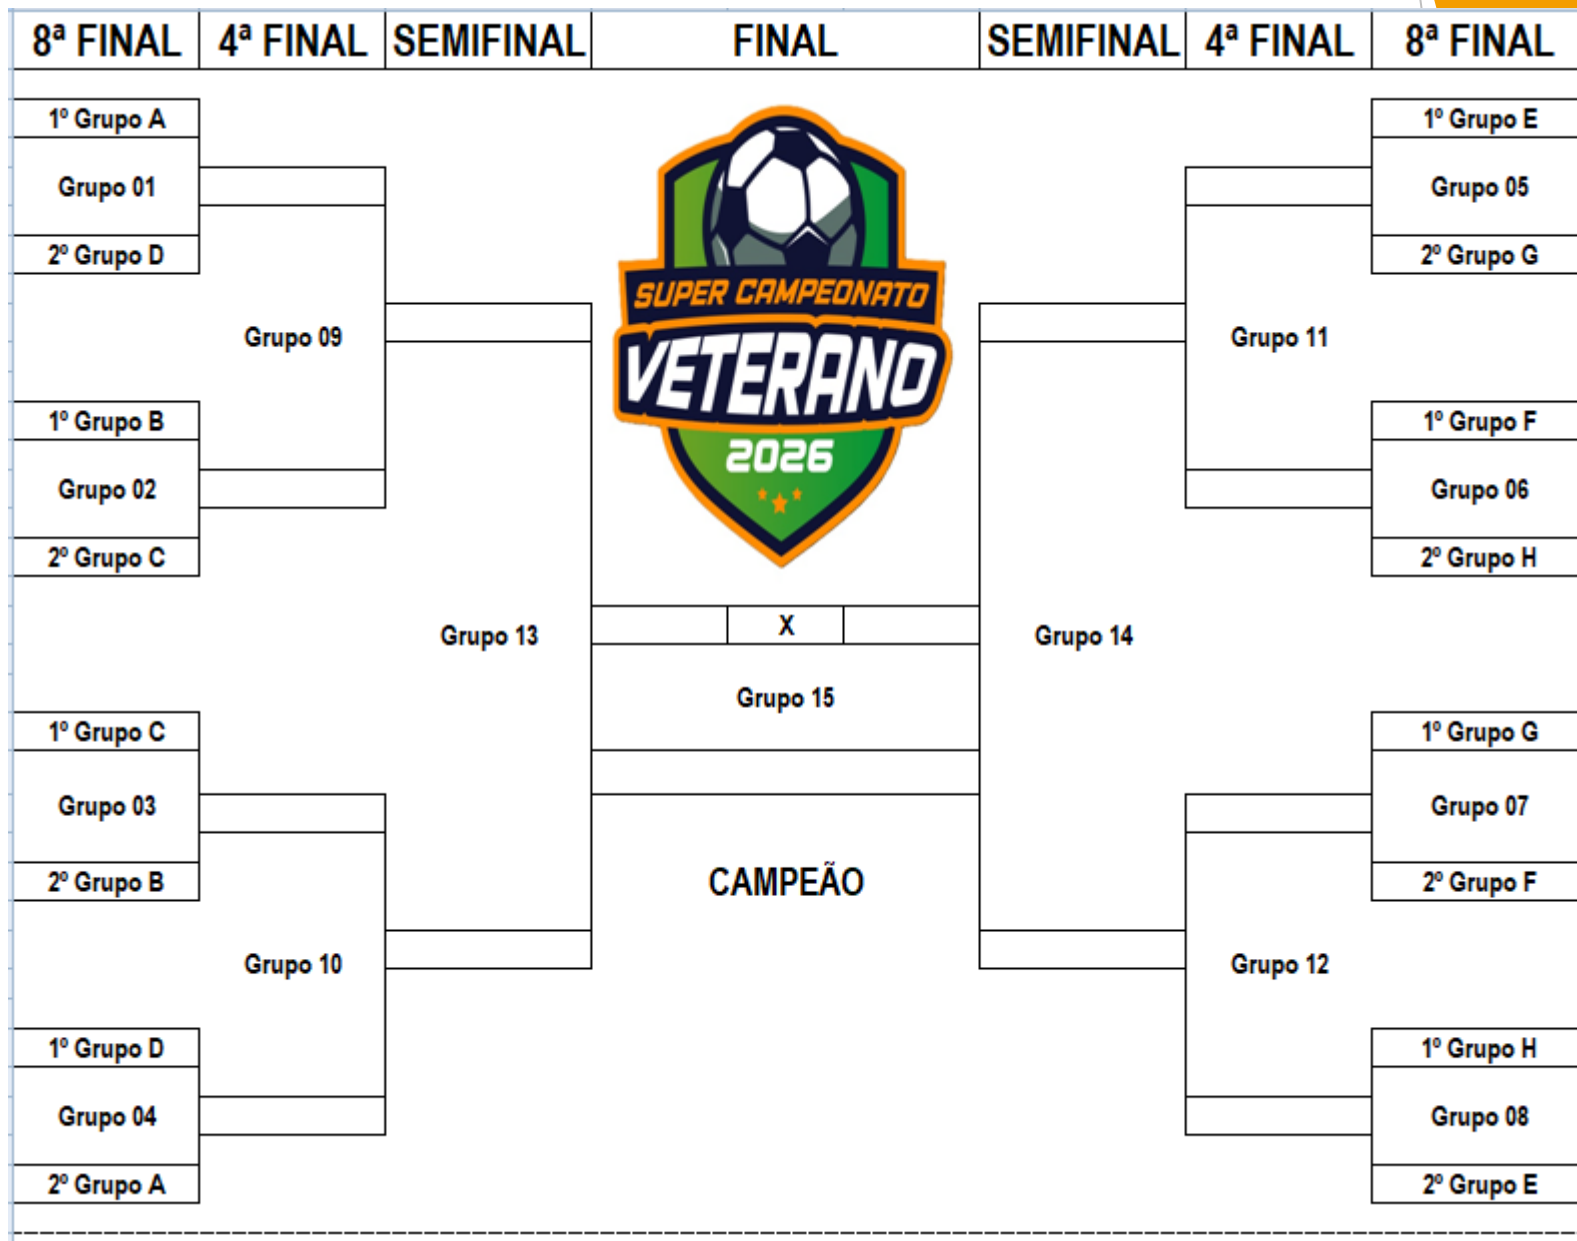 8ª FINAL 4ª FINAL SEMIFINAL FINAL SEMIFINAL 4ª FINAL 8ª FINAL
1º Grupo A
1º Grupo E
Grupo 01
Grupo 05
2º Grupo D
2º Grupo G
SUPER CAMPEONATO
Grupo 09
VETERANO
Grupo 11
1º Grupo B
1º Grupo F
2026
Grupo 02
Grupo 06
2º Grupo C
2º Grupo H
Grupo 13
X
Grupo 14
Grupo 15
1º Grupo C
1º Grupo G
Grupo 03
Grupo 07
2º Grupo B
CAMPEÃO
2º Grupo F
Grupo 10
Grupo 12
1º Grupo D
1º Grupo H
Grupo 04
Grupo 08
2º Grupo A
2º Grupo E